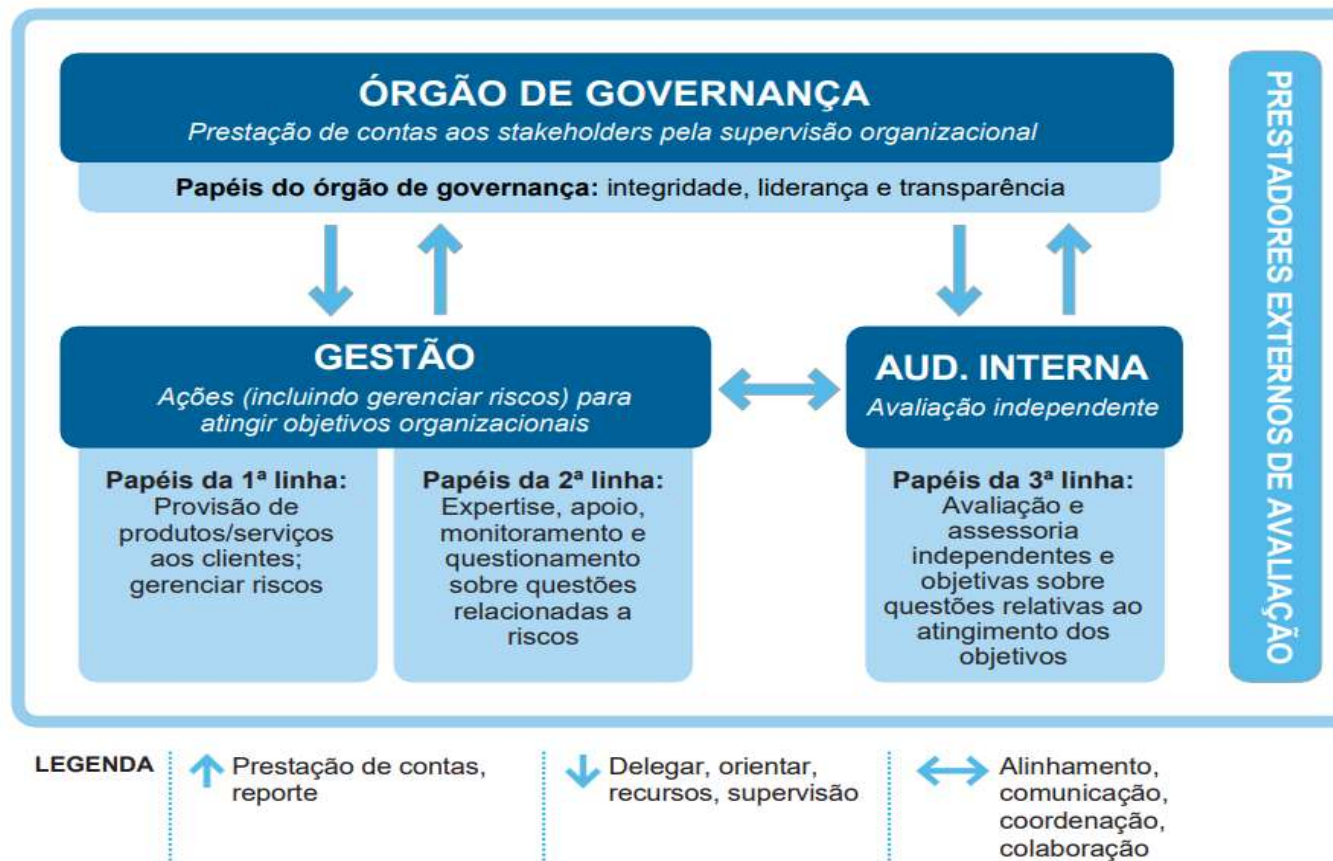 ÓRGÃO DE GOVERNANÇA
Prestação de contas aos stakeholders pela supervisão organizacional
Papéis do órgão de governança: integridade, liderança e transparência
GESTÃO
Ações (incluindo gerenciar riscos) para
atingir objetivos organizacionais
Papéis da 1ª linha:
Provisão de
produtos/serviços
aos clientes;
gerenciar riscos
Papéis da 2ª linha:
Expertise, apoio,
monitoramento e
questionamento
sobre questões
relacionadas a
riscos
AUD. INTERNA
Avaliação independente
Papéis da 3ª linha:
Avaliação e
assessoria
independentes e
objetivas sobre
questões relativas ao
atingimento dos
objetivos
PRESTADORES EXTERNOS DE AVALIAÇÃO
LEGENDA
Prestação de contas,
reporte
Delegar, orientar,
recursos, supervisão
Alinhamento,
comunicação,
coordenação,
colaboração